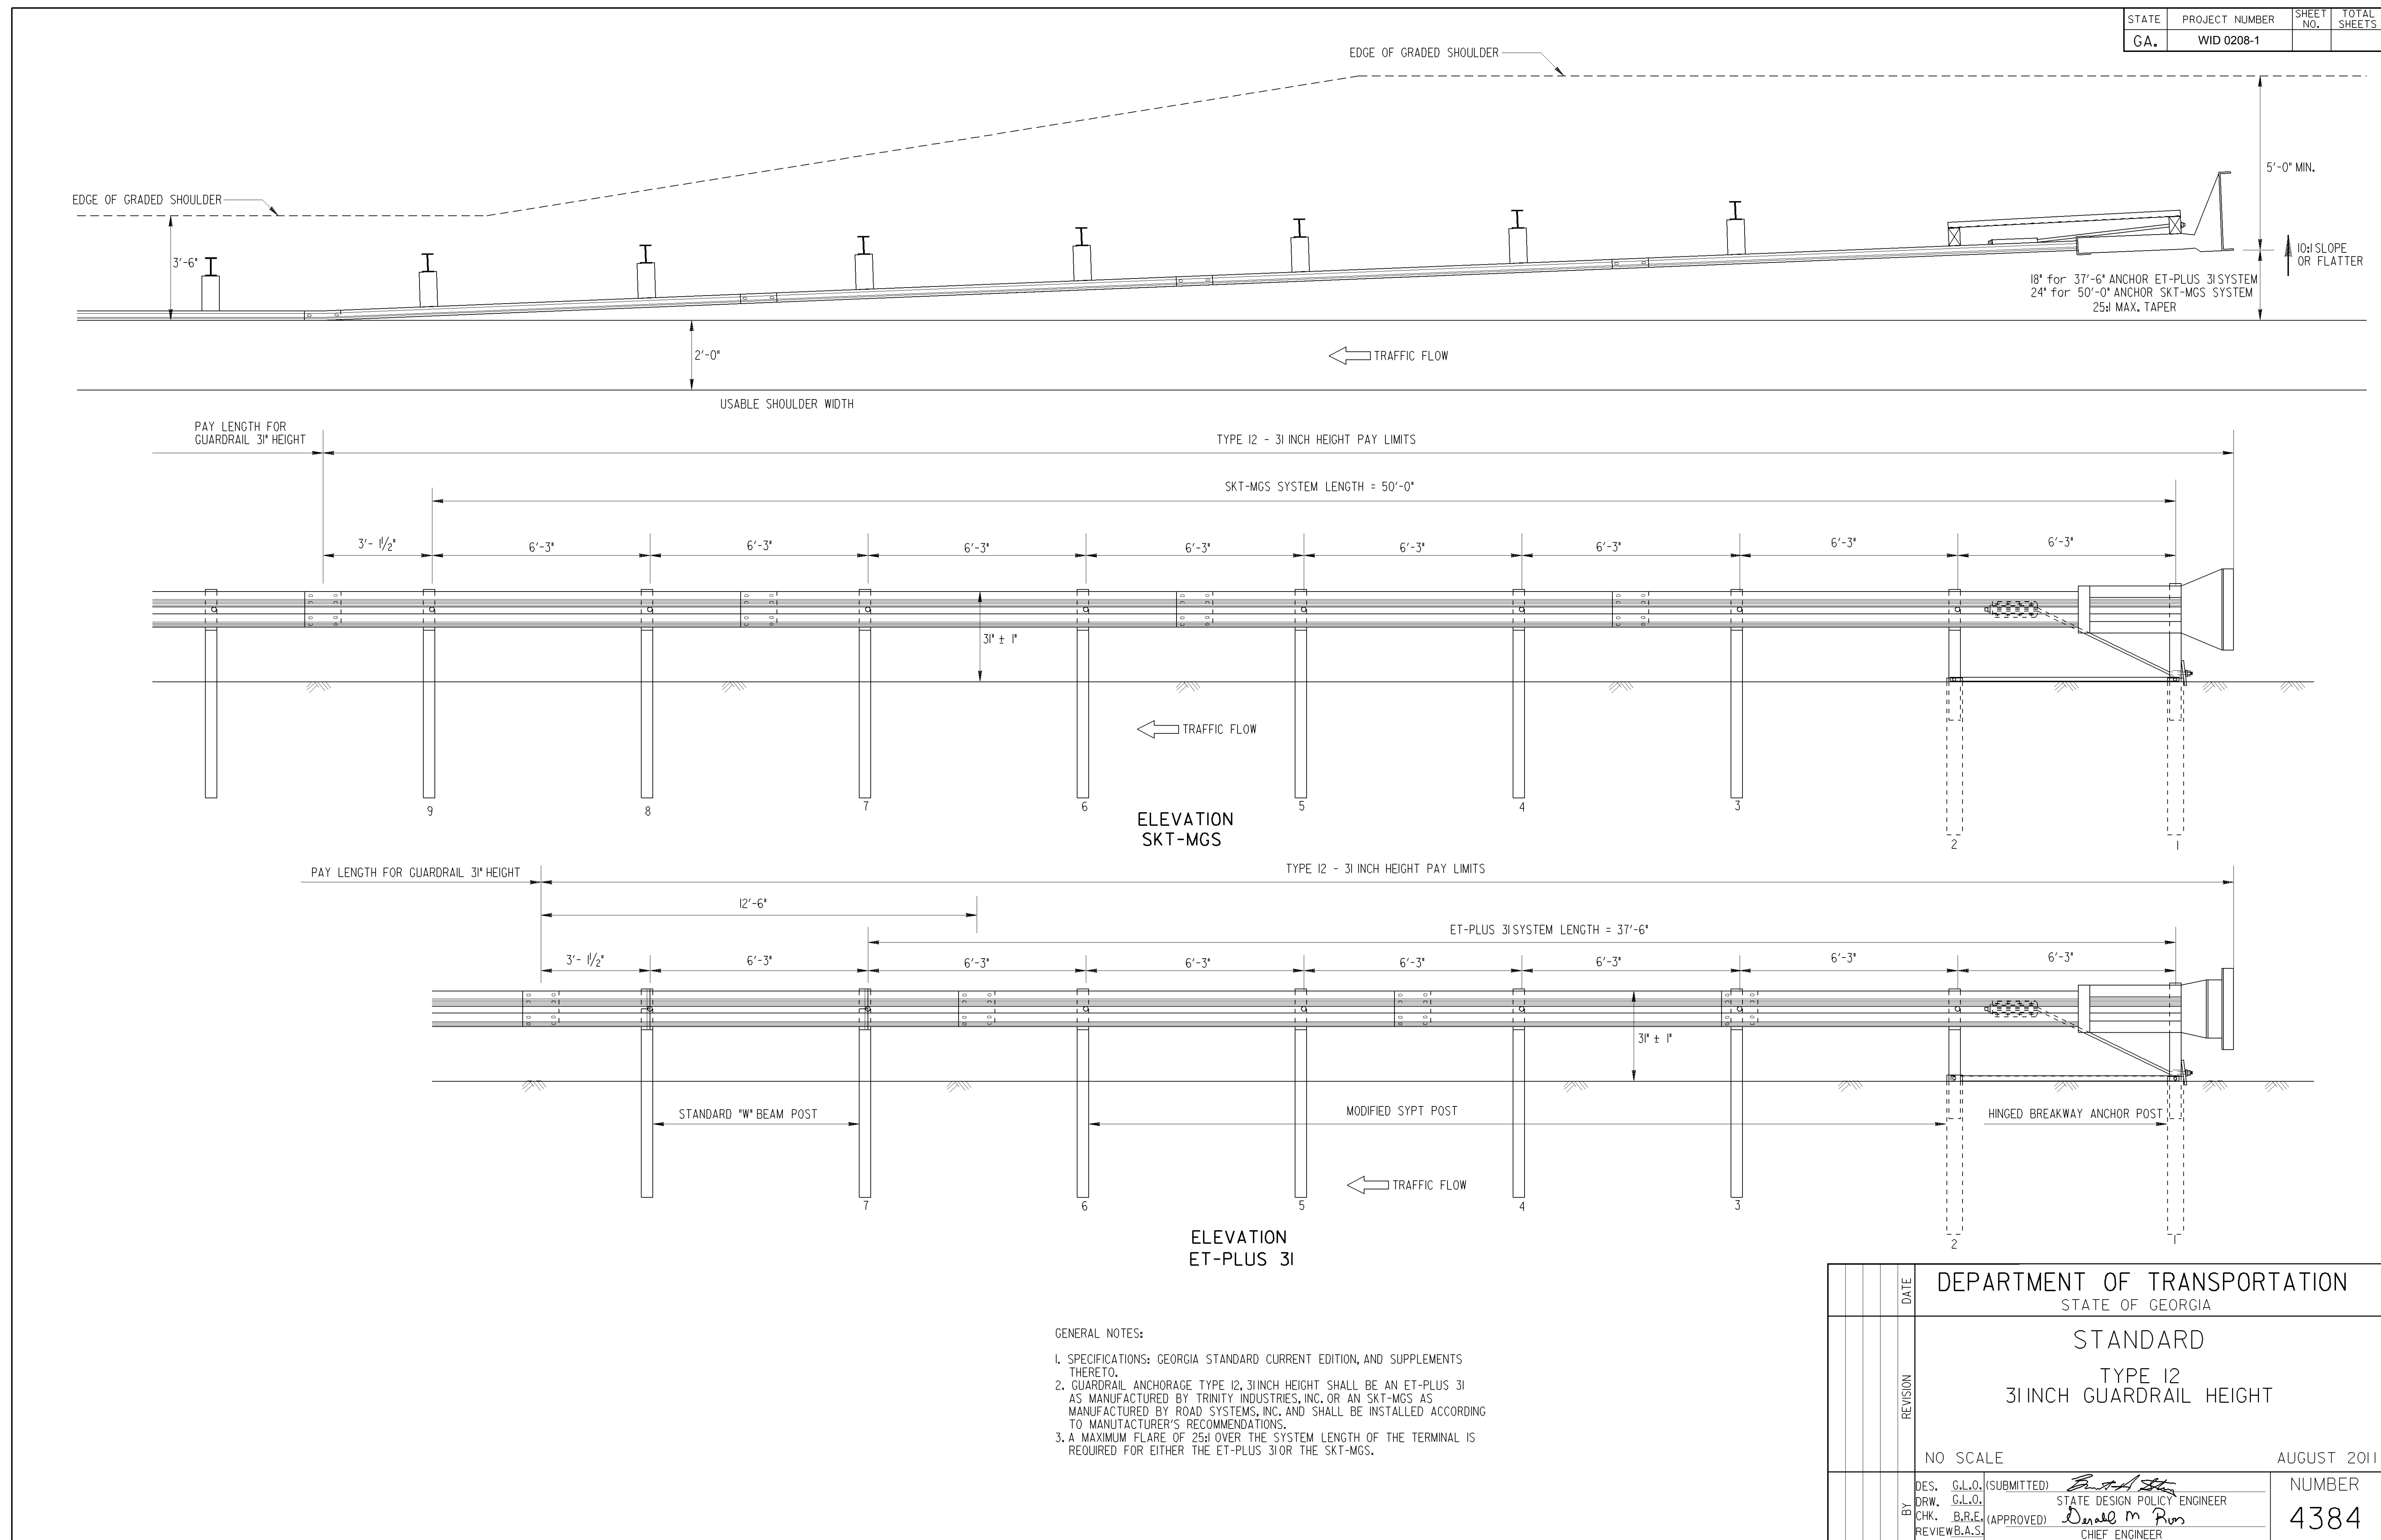 STATE PROJECT NUMBER SHEET NO. TOTAL SHEETS
GA. WID 0208-1
EDGE OF GRADED SHOULDER
EDGE OF GRADED SHOULDER
5'-0" MIN.
3'-6"
10:1 SLOPE
OR FLATTER
18" for 37'-6" ANCHOR ET-PLUS 31 SYSTEM
24" for 50'-0" ANCHOR SKT-MGS SYSTEM
25:1 MAX. TAPER
2'-0"
TRAFFIC FLOW
USABLE SHOULDER WIDTH
PAY LENGTH FOR
GUARDRAIL 31" HEIGHT
TYPE 12 - 31 INCH HEIGHT PAY LIMITS
SKT-MGS SYSTEM LENGTH = 50'-0"
3'- 1 1/2" 6'-3" 6'-3" 6'-3" 6'-3" 6'-3" 6'-3" 6'-3" 6'-3"
31" ± 1"
TRAFFIC FLOW
9 8 7 6 5 4 3 2 1
ELEVATION
SKT-MGS
PAY LENGTH FOR GUARDRAIL 31" HEIGHT
TYPE 12 - 31 INCH HEIGHT PAY LIMITS
12'-6"
ET-PLUS 31 SYSTEM LENGTH = 37'-6"
3'- 1 1/2" 6'-3" 6'-3" 6'-3" 6'-3" 6'-3" 6'-3" 6'-3"
31" ± 1"
STANDARD "W" BEAM POST
MODIFIED SYPT POST
HINGED BREAKWAY ANCHOR POST
TRAFFIC FLOW
7 6 5 4 3 2 1
ELEVATION
ET-PLUS 31
GENERAL NOTES:
1. SPECIFICATIONS: GEORGIA STANDARD CURRENT EDITION, AND SUPPLEMENTS
THERETO.
2. GUARDRAIL ANCHORAGE TYPE 12, 31 INCH HEIGHT SHALL BE AN ET-PLUS 31
AS MANUFACTURED BY TRINITY INDUSTRIES, INC. OR AN SKT-MGS AS
MANUFACTURED BY ROAD SYSTEMS, INC. AND SHALL BE INSTALLED ACCORDING
TO MANUTACTURER'S RECOMMENDATIONS.
3. A MAXIMUM FLARE OF 25:1 OVER THE SYSTEM LENGTH OF THE TERMINAL IS
REQUIRED FOR EITHER THE ET-PLUS 31 OR THE SKT-MGS.
DATE
REVISION
BY
DEPARTMENT OF TRANSPORTATION
STATE OF GEORGIA
STANDARD
TYPE 12
31 INCH GUARDRAIL HEIGHT
NO SCALE AUGUST 2011
DES. G.L.O. (SUBMITTED)
DRW. G.L.O. STATE DESIGN POLICY ENGINEER
CHK. B.R.E. (APPROVED) Gerald M Ross
REVIEW B.A.S. CHIEF ENGINEER
NUMBER
4384